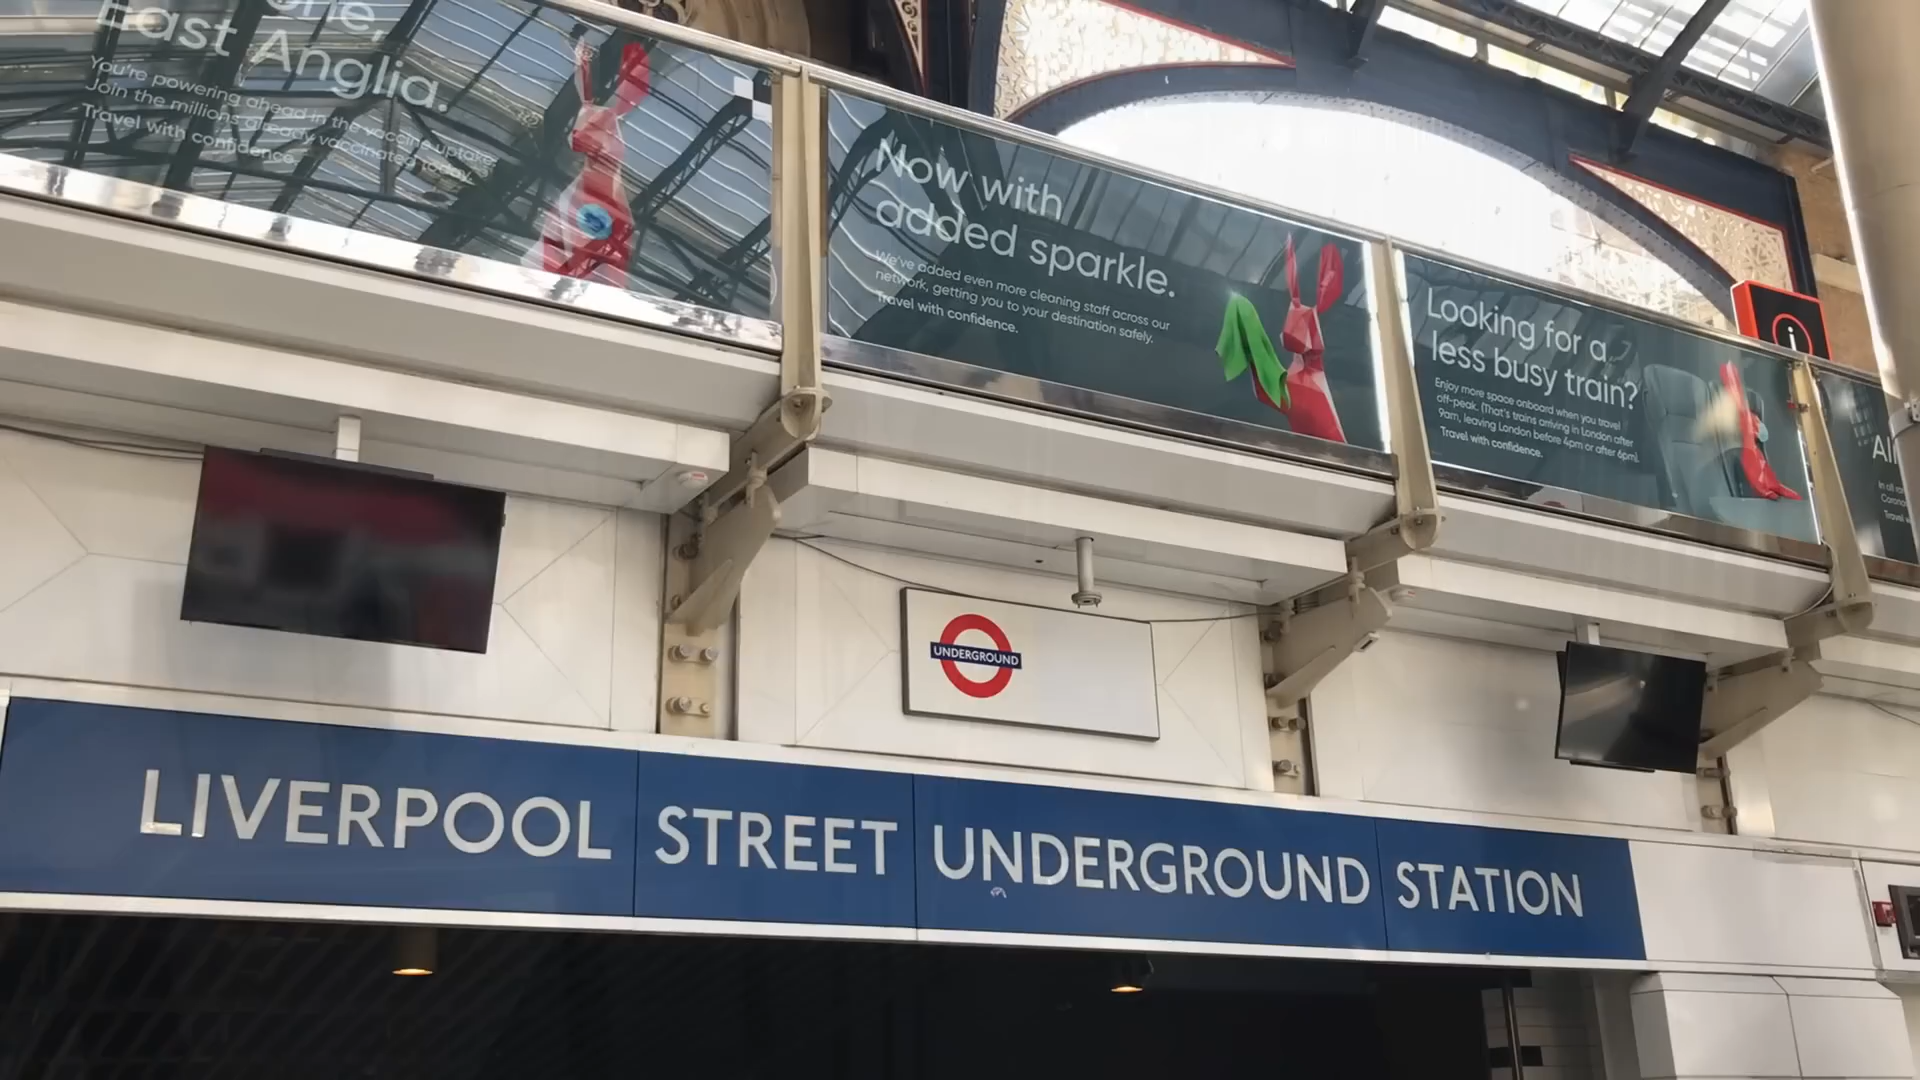 East Anglia.
You're powering ahead in the vaccine uptake.
Join the millions already vaccinated today.
Travel with confidence.
Now with
added sparkle.
We've added even more cleaning staff across our
network, getting you to your destination safely.
Travel with confidence.
Looking for a
less busy train?
Enjoy more space onboard when you travel
off-peak. (That's trains arriving in London after
9am, leaving London before 4pm or after 6pm).
Travel with confidence.
i
In all
Travel
UNDERGROUND
LIVERPOOL STREET UNDERGROUND STATION